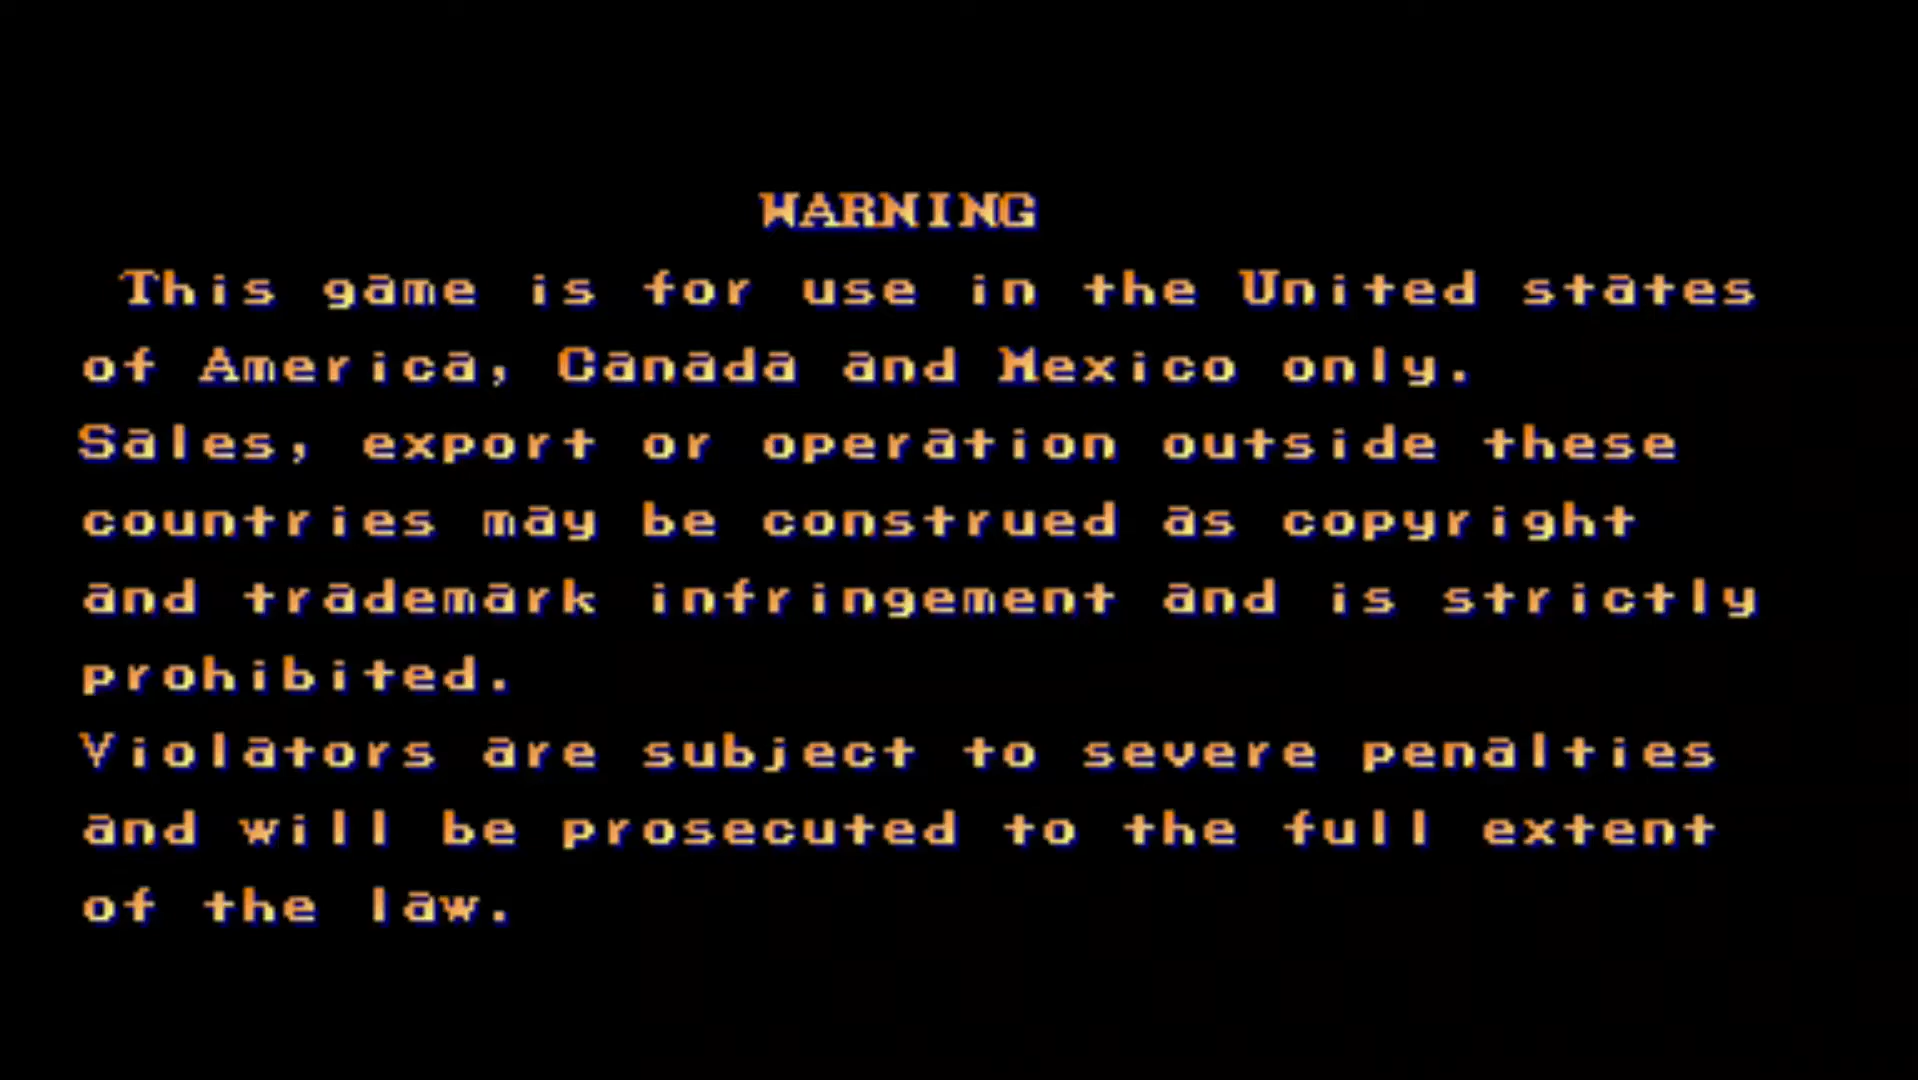 WARNING
This game is for use in the United states
of America, Canada and Mexico only.
Sales, export or operation outside these
countries may be construed as copyright
and trademark infringement and is strictly
prohibited.
Violators are subject to severe penalties
and will be prosecuted to the full extent
of the law.